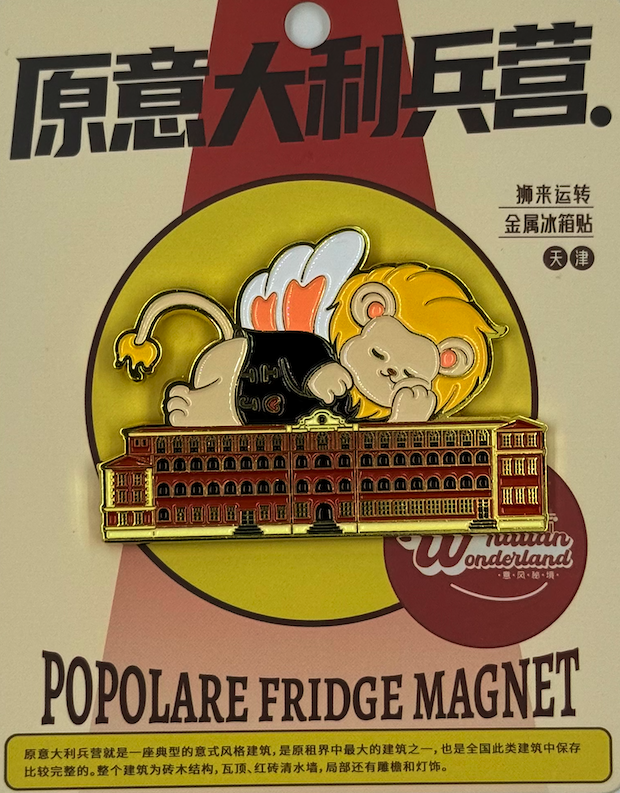 原意大利兵营.
狮来运转
金属冰箱贴
天津
Wonderland
·意·风·秘·境·
POPOLARE FRIDGE MAGNET
原意大利兵营就是一座典型的意式风格建筑，是原租界中最大的建筑之一，也是全国此类建筑中保存
比较完整的。整个建筑为砖木结构，瓦顶、红砖清水墙，局部还有雕檐和灯饰。